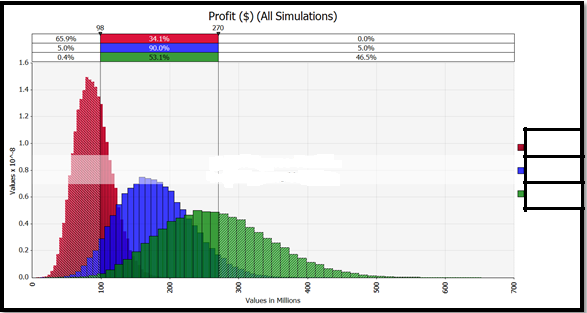 Profit ($) (All Simulations)
98 270
65.9% 34.1% 0.0%
5.0% 90.0% 5.0%
0.4% 53.1% 46.5%
1.6
1.4
1.2
1.0
0.8
0.6
0.4
0.2
0.0
Values x 10^-8
0 100 200 300 400 500 600 700
Values in Millions